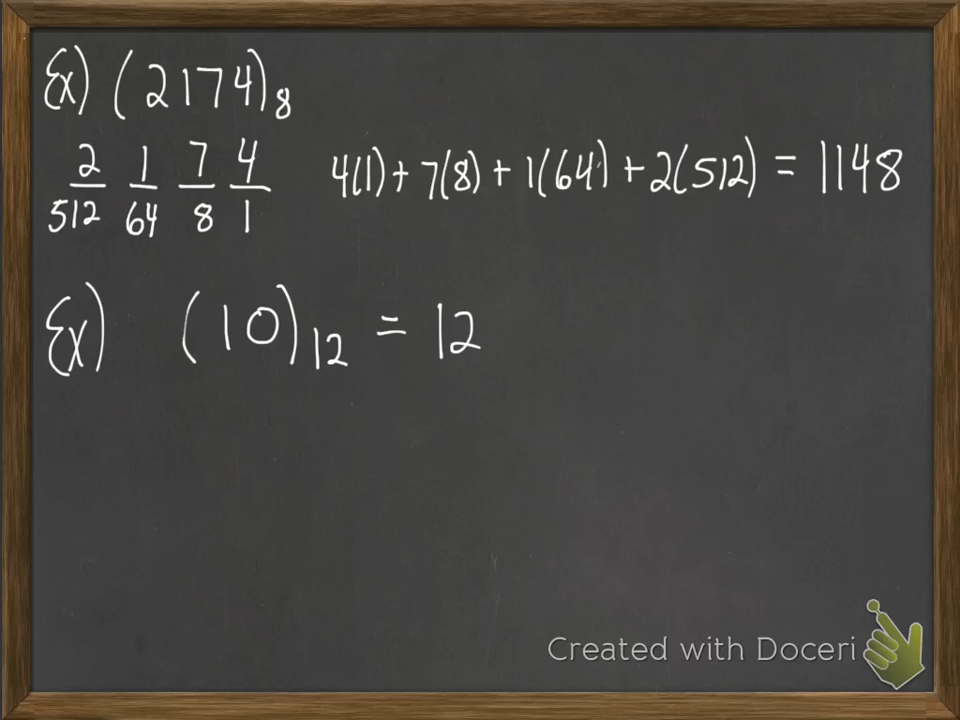 Ex) (2174)₈
2 1 7 4
512 64 8 1
4(1) + 7(8) + 1(64) + 2(512) = 1148
Ex) (10)₁₂ = 12
Created with Doceri